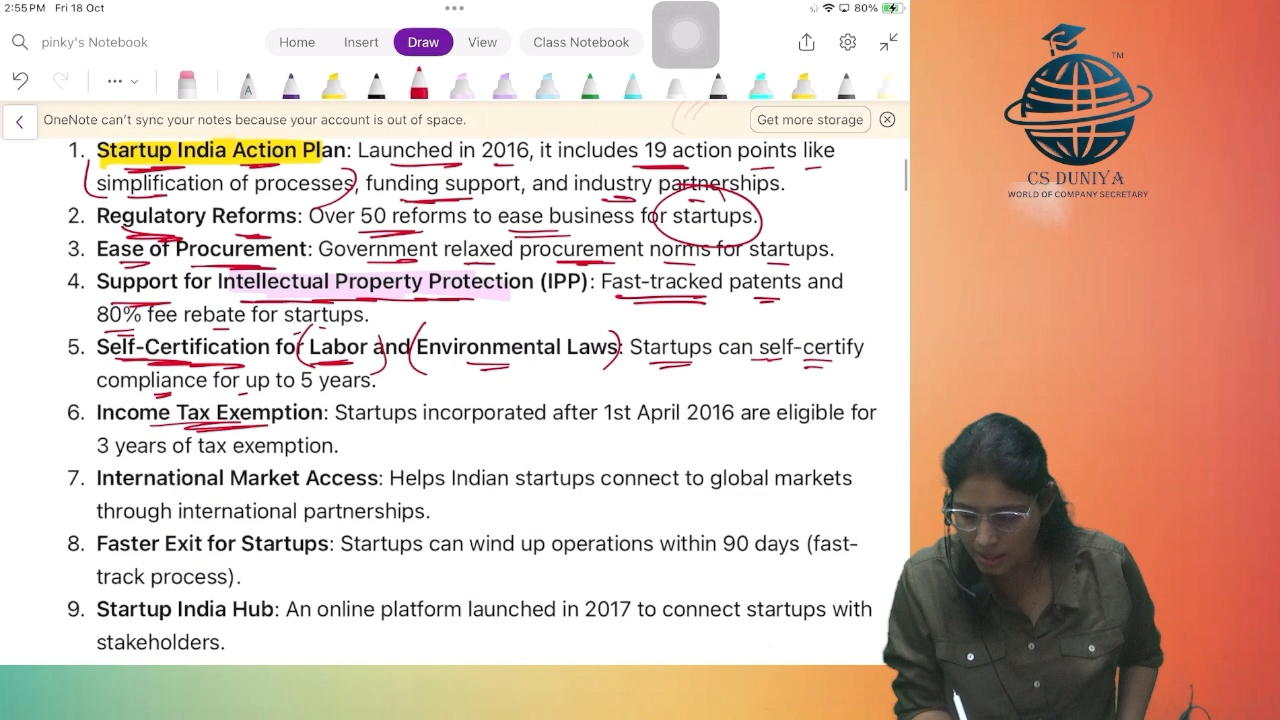 2:55PM Fri 18 Oct
80%
pinky's Notebook
Home Insert Draw View Class Notebook
A
OneNote can't sync your notes because your account is out of space.
Get more storage
1. Startup India Action Plan: Launched in 2016, it includes 19 action points like
simplification of processes, funding support, and industry partnerships.
2. Regulatory Reforms: Over 50 reforms to ease business for startups.
3. Ease of Procurement: Government relaxed procurement norms for startups.
4. Support for Intellectual Property Protection (IPP): Fast-tracked patents and
80% fee rebate for startups.
5. Self-Certification for Labor and Environmental Laws: Startups can self-certify
compliance for up to 5 years.
6. Income Tax Exemption: Startups incorporated after 1st April 2016 are eligible for
3 years of tax exemption.
7. International Market Access: Helps Indian startups connect to global markets
through international partnerships.
8. Faster Exit for Startups: Startups can wind up operations within 90 days (fast-
track process).
9. Startup India Hub: An online platform launched in 2017 to connect startups with
stakeholders.
TM
CS DUNIYA
WORLD OF COMPANY SECRETARY